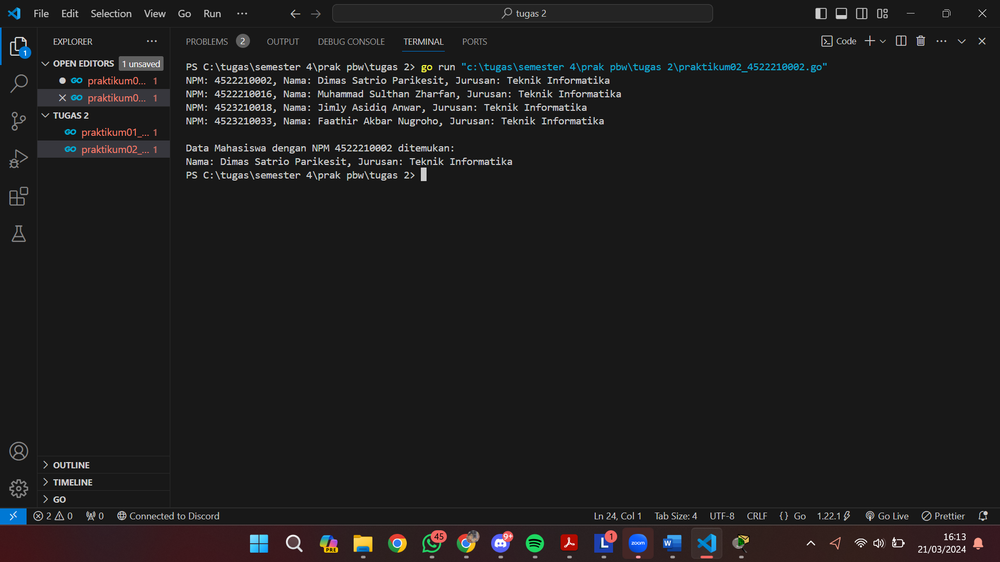 File Edit Selection View Go Run ··· tugas 2
EXPLORER ···
OPEN EDITORS 1 unsaved
praktikum0... 1
praktikum0... 1
TUGAS 2
praktikum01_... 1
praktikum02_... 1
OUTLINE
TIMELINE
GO
PROBLEMS 2 OUTPUT DEBUG CONSOLE TERMINAL PORTS Code
PS C:\tugas\semester 4\prak pbw\tugas 2> go run "c:\tugas\semester 4\prak pbw\tugas 2\praktikum02_4522210002.go"
NPM: 4522210002, Nama: Dimas Satrio Parikesit, Jurusan: Teknik Informatika
NPM: 4522210016, Nama: Muhammad Sulthan Zharfan, Jurusan: Teknik Informatika
NPM: 4523210018, Nama: Jimly Asidiq Anwar, Jurusan: Teknik Informatika
NPM: 4523210033, Nama: Faathir Akbar Nugroho, Jurusan: Teknik Informatika
Data Mahasiswa dengan NPM 4522210002 ditemukan:
Nama: Dimas Satrio Parikesit, Jurusan: Teknik Informatika
PS C:\tugas\semester 4\prak pbw\tugas 2>
2 0 0 Connected to Discord Ln 24, Col 1 Tab Size: 4 UTF-8 CRLF {} Go 1.22.1 Go Live Prettier
PRE 45 9+ L 1 zoom W 16:13
21/03/2024